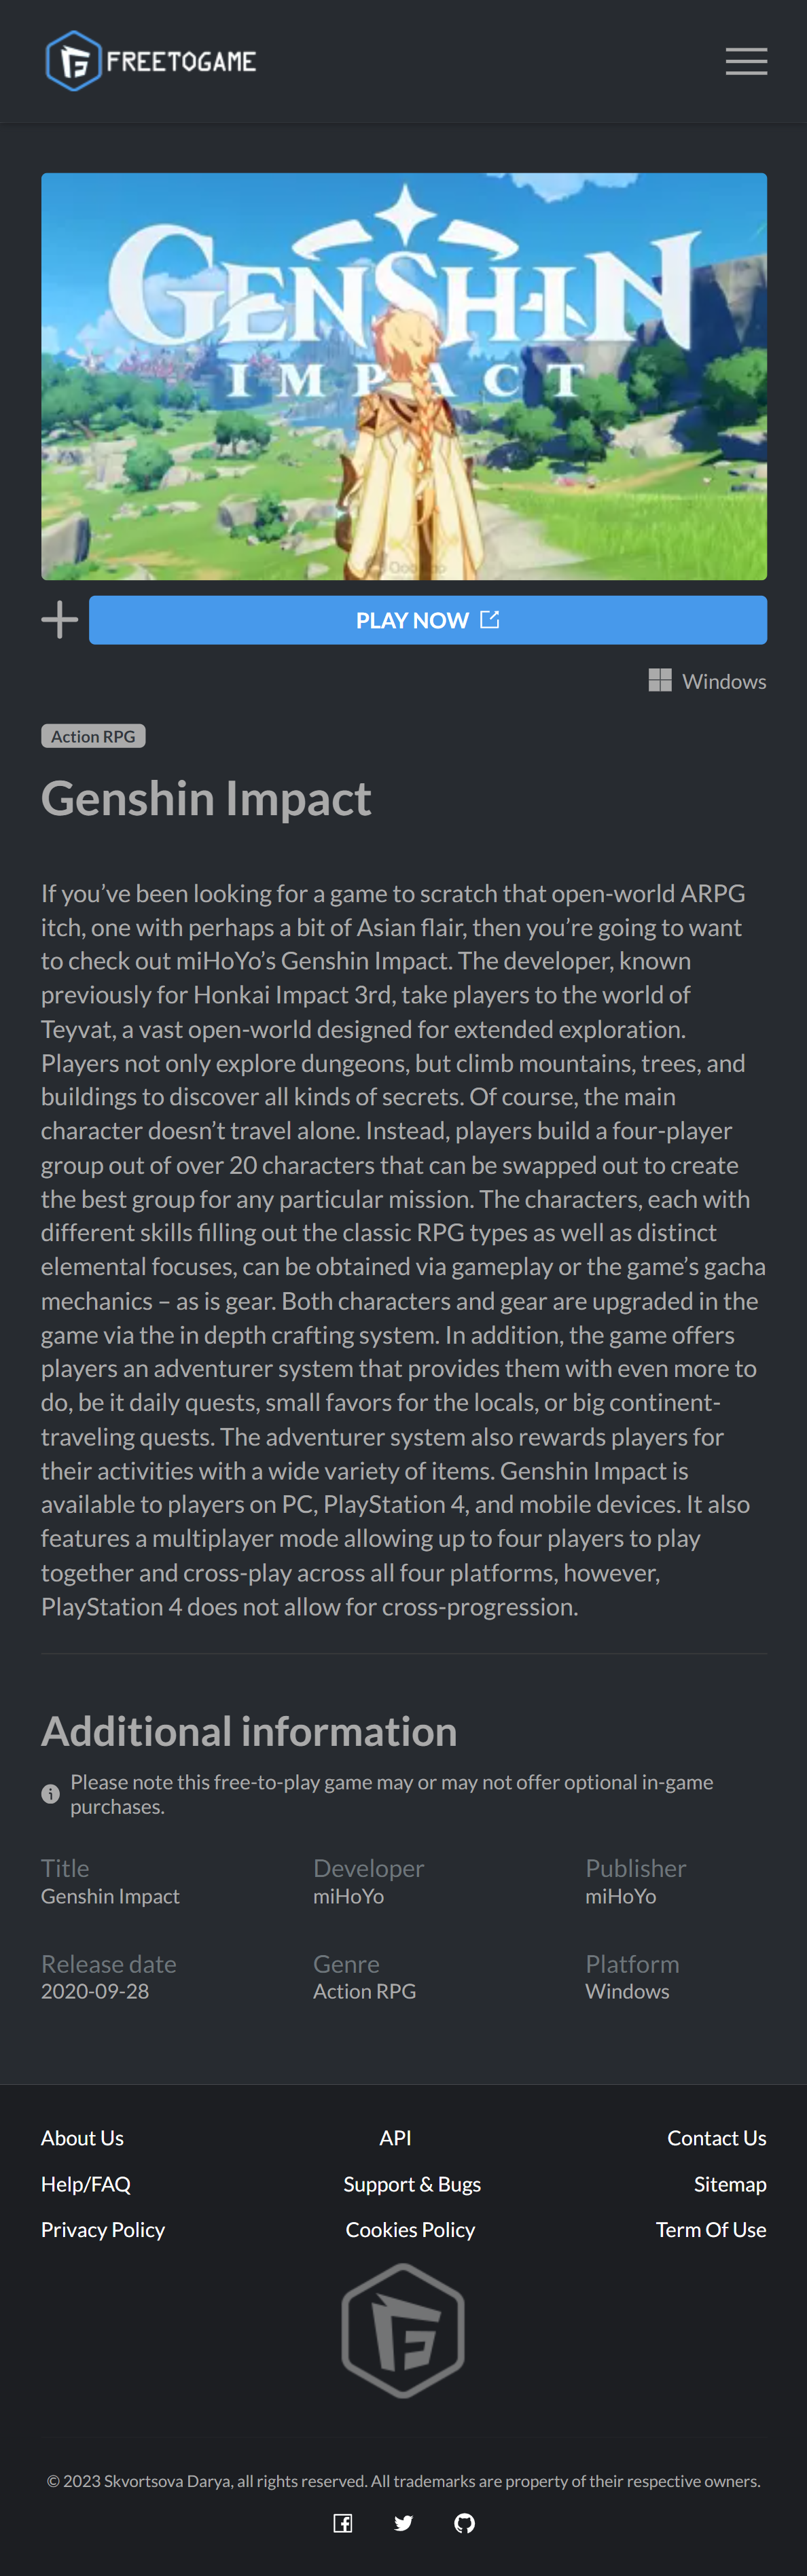 FREETOGAME
GENSHIN
IMPACT
PLAY NOW
Windows
Action RPG
Genshin Impact
If you’ve been looking for a game to scratch that open-world ARPG
itch, one with perhaps a bit of Asian flair, then you’re going to want
to check out miHoYo’s Genshin Impact. The developer, known
previously for Honkai Impact 3rd, take players to the world of
Teyvat, a vast open-world designed for extended exploration.
Players not only explore dungeons, but climb mountains, trees, and
buildings to discover all kinds of secrets. Of course, the main
character doesn’t travel alone. Instead, players build a four-player
group out of over 20 characters that can be swapped out to create
the best group for any particular mission. The characters, each with
different skills filling out the classic RPG types as well as distinct
elemental focuses, can be obtained via gameplay or the game’s gacha
mechanics – as is gear. Both characters and gear are upgraded in the
game via the in depth crafting system. In addition, the game offers
players an adventurer system that provides them with even more to
do, be it daily quests, small favors for the locals, or big continent-
traveling quests. The adventurer system also rewards players for
their activities with a wide variety of items. Genshin Impact is
available to players on PC, PlayStation 4, and mobile devices. It also
features a multiplayer mode allowing up to four players to play
together and cross-play across all four platforms, however,
PlayStation 4 does not allow for cross-progression.
Additional information
Please note this free-to-play game may or may not offer optional in-game
purchases.
Title Developer Publisher
Genshin Impact miHoYo miHoYo
Release date Genre Platform
2020-09-28 Action RPG Windows
About Us API Contact Us
Help/FAQ Support & Bugs Sitemap
Privacy Policy Cookies Policy Term Of Use
© 2023 Skvortsova Darya, all rights reserved. All trademarks are property of their respective owners.